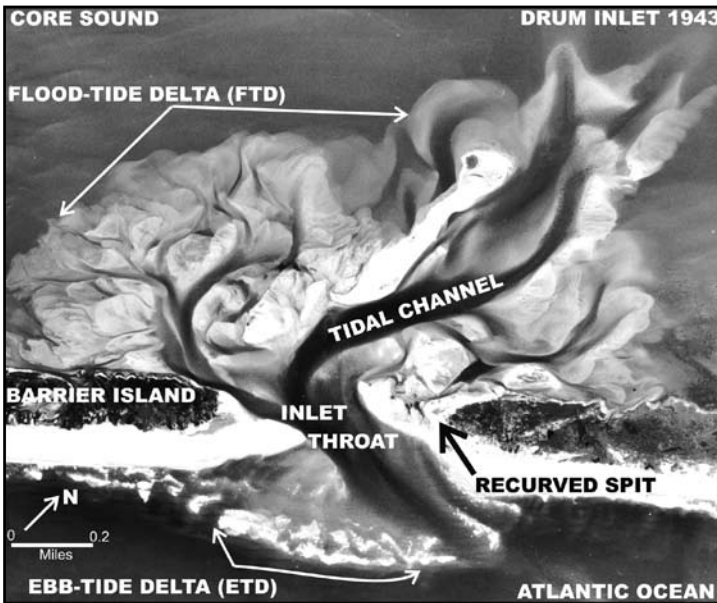 CORE SOUND
DRUM INLET 1943
FLOOD-TIDE DELTA (FTD)
TIDAL CHANNEL
BARRIER ISLAND
INLET
THROAT
RECURVED SPIT
N
0 0.2
Miles
EBB-TIDE DELTA (ETD)
ATLANTIC OCEAN